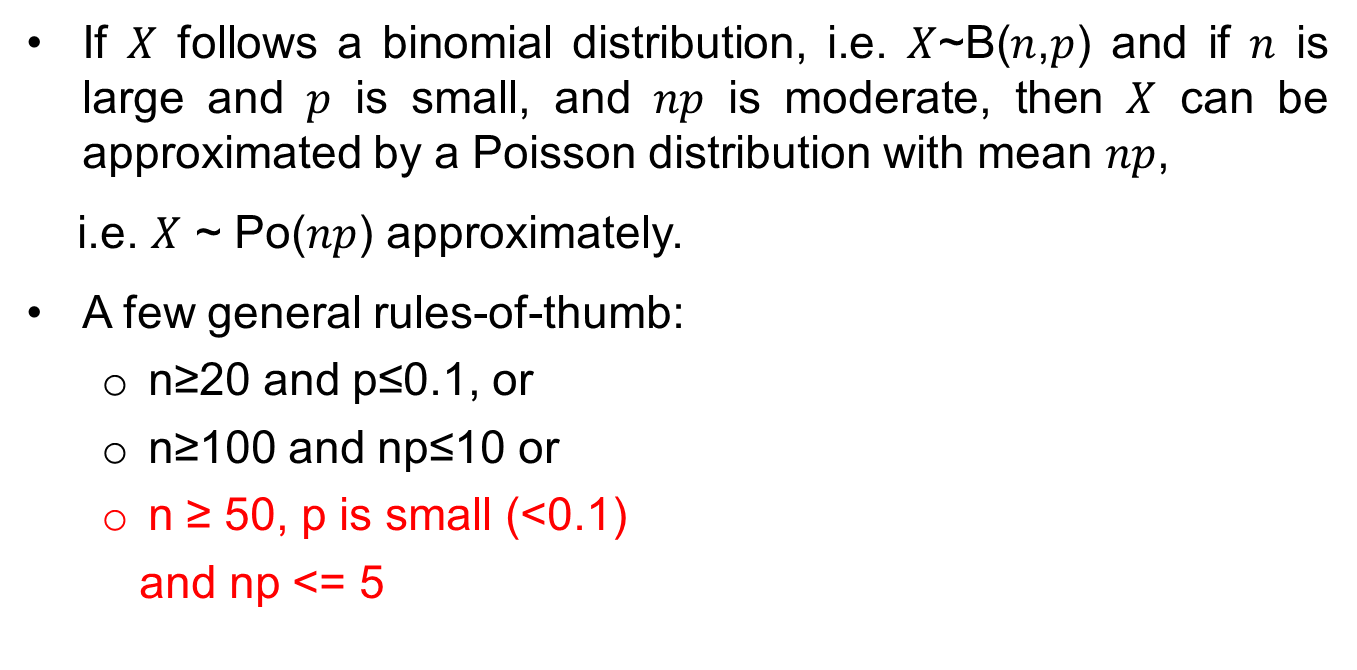 • If X follows a binomial distribution, i.e. X~B(n,p) and if n is
large and p is small, and np is moderate, then X can be
approximated by a Poisson distribution with mean np,
i.e. X ~ Po(np) approximately.
• A few general rules-of-thumb:
o n≥20 and p≤0.1, or
o n≥100 and np≤10 or
o n ≥ 50, p is small (<0.1)
and np <= 5